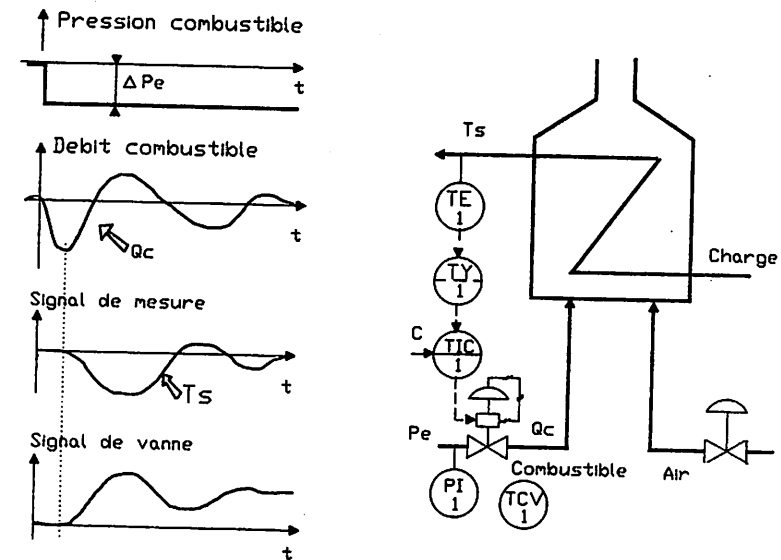 Pression combustible
t
Δ Pe
Debit combustible
t
Qc
Signal de mesure
t
Ts
Signal de vanne
t
Ts
TE
1
TY
1
Charge
C
TIC
1
Pe
Qc
Combustible
Air
PI
1
TCV
1